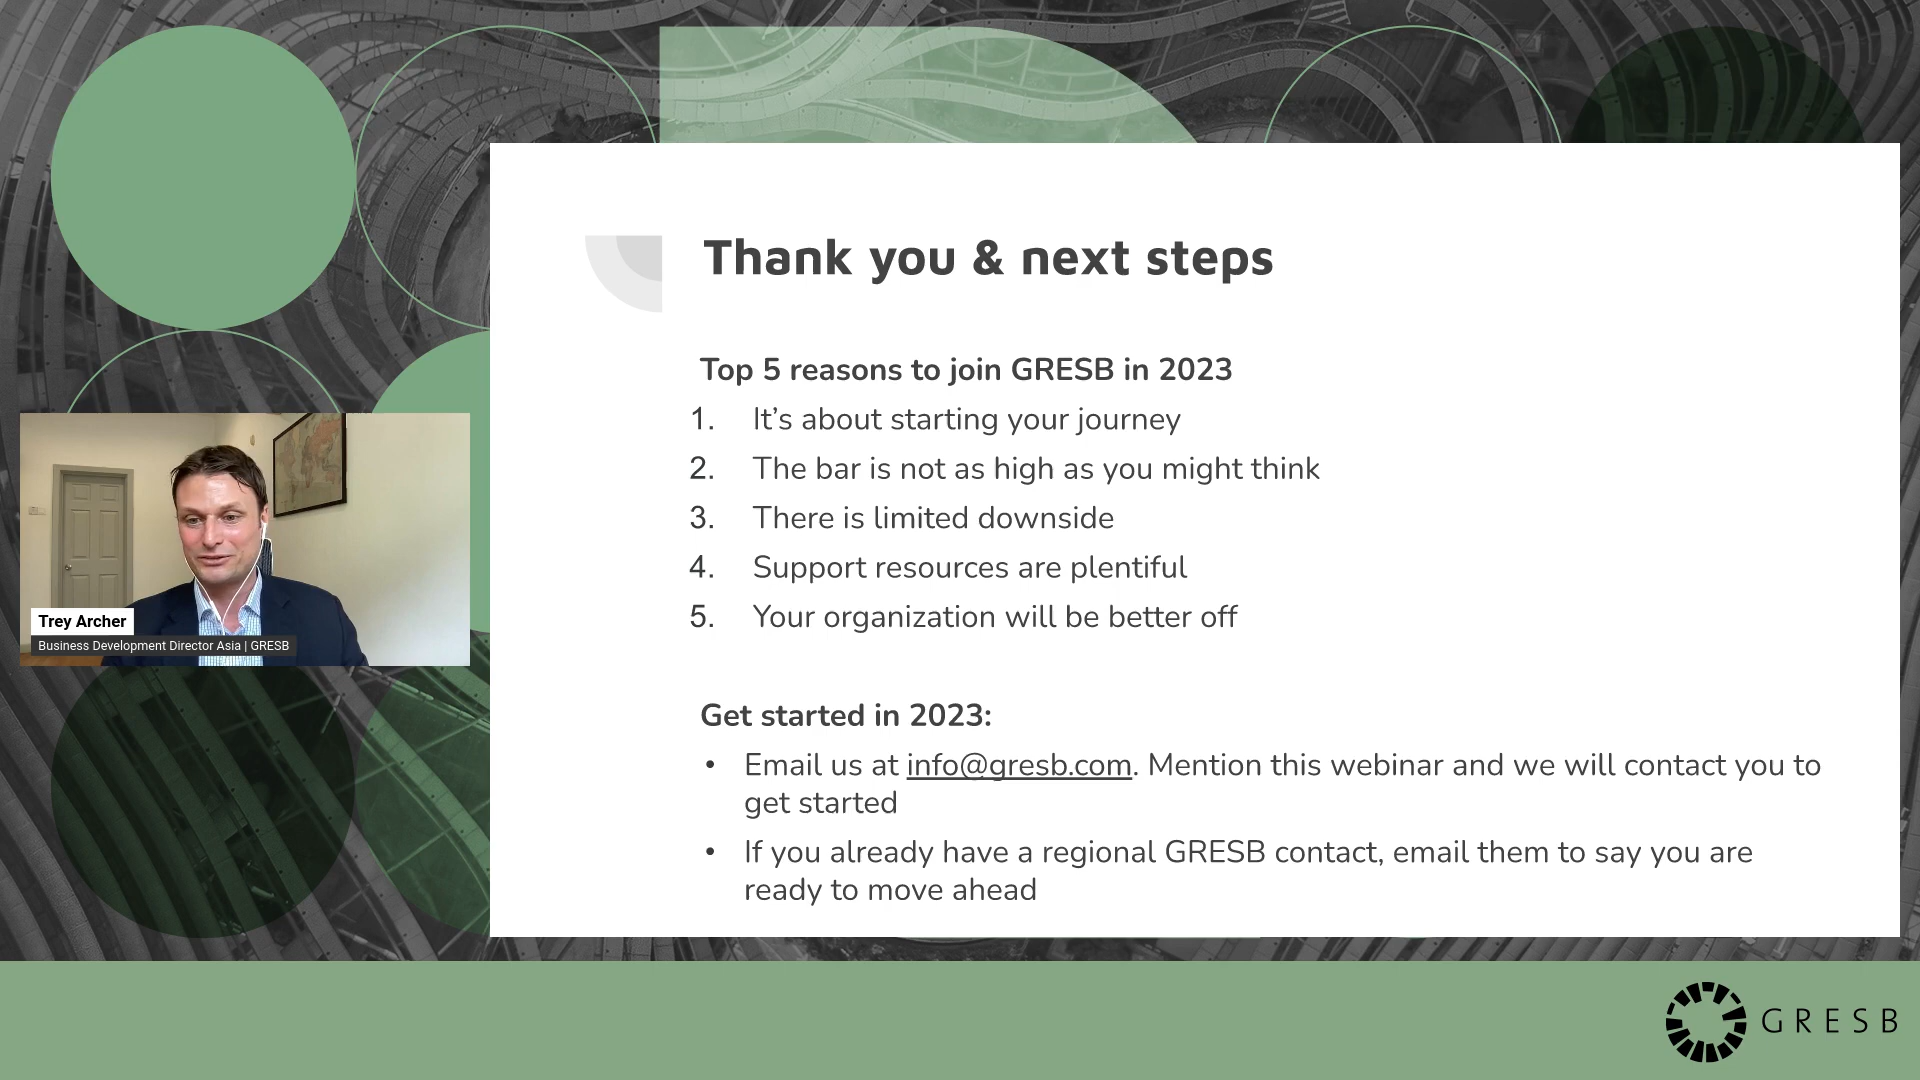 Thank you & next steps
Top 5 reasons to join GRESB in 2023
1. It’s about starting your journey
2. The bar is not as high as you might think
3. There is limited downside
4. Support resources are plentiful
5. Your organization will be better off
Get started in 2023:
• Email us at info@gresb.com. Mention this webinar and we will contact you to
get started
• If you already have a regional GRESB contact, email them to say you are
ready to move ahead
Trey Archer
Business Development Director Asia | GRESB
GRESB